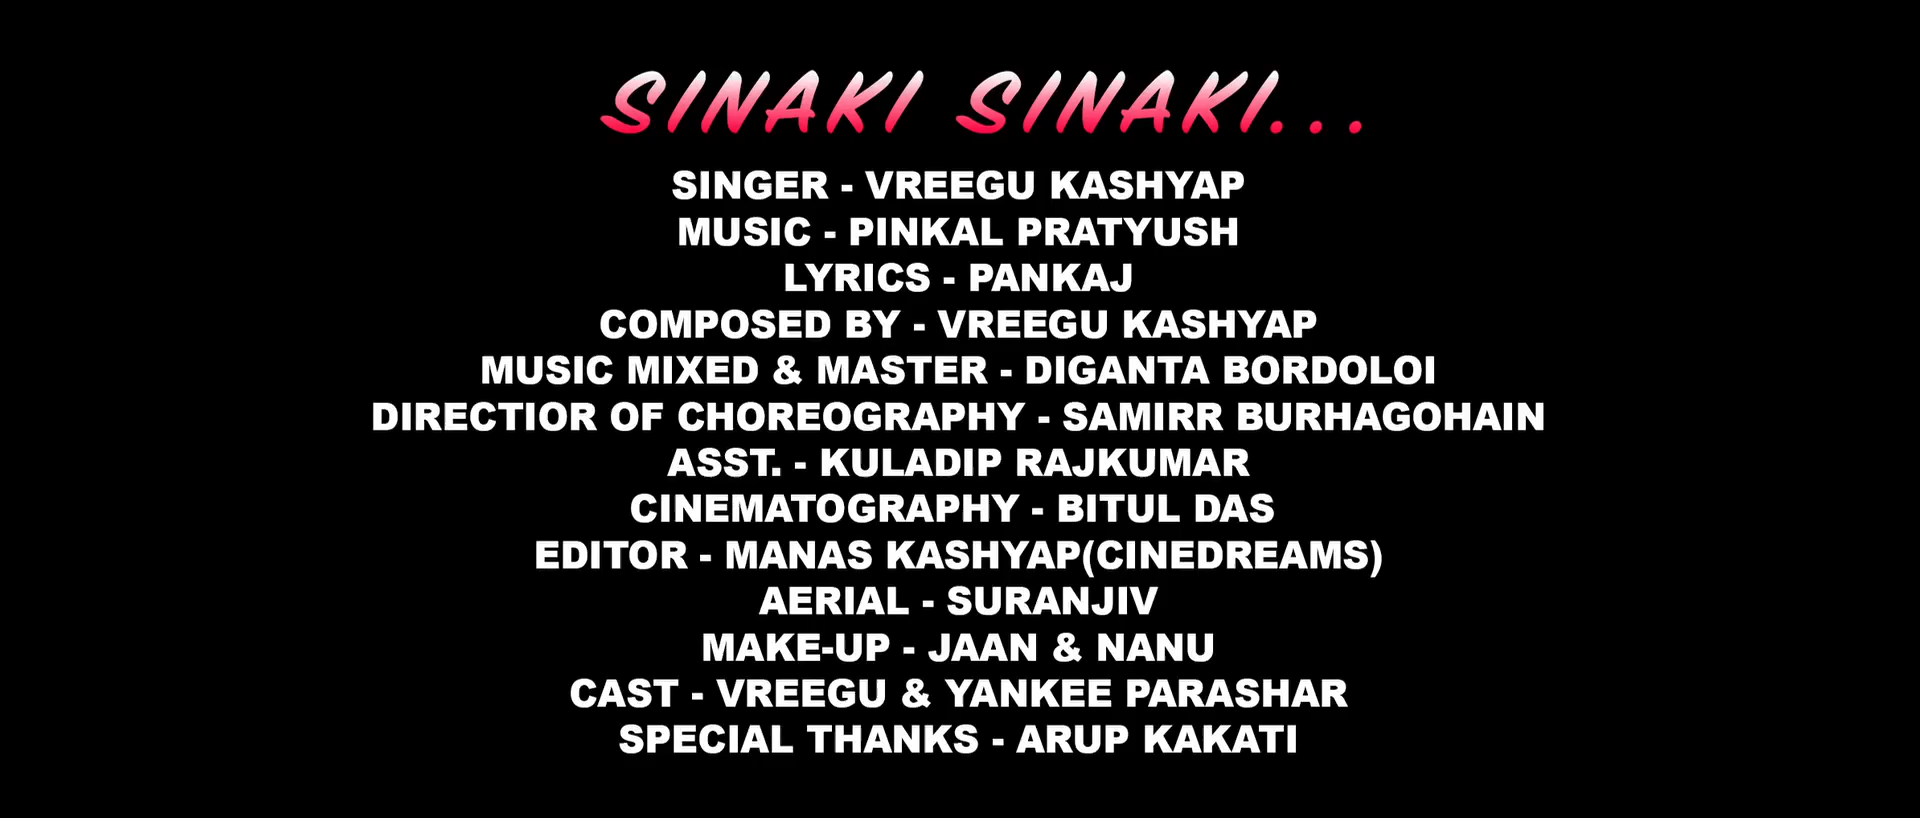 SINAKI SINAKI...
SINGER - VREEGU KASHYAP
MUSIC - PINKAL PRATYUSH
LYRICS - PANKAJ
COMPOSED BY - VREEGU KASHYAP
MUSIC MIXED & MASTER - DIGANTA BORDOLOI
DIRECTIOR OF CHOREOGRAPHY - SAMIRR BURHAGOHAIN
ASST. - KULADIP RAJKUMAR
CINEMATOGRAPHY - BITUL DAS
EDITOR - MANAS KASHYAP(CINEDREAMS)
AERIAL - SURANJIV
MAKE-UP - JAAN & NANU
CAST - VREEGU & YANKEE PARASHAR
SPECIAL THANKS - ARUP KAKATI